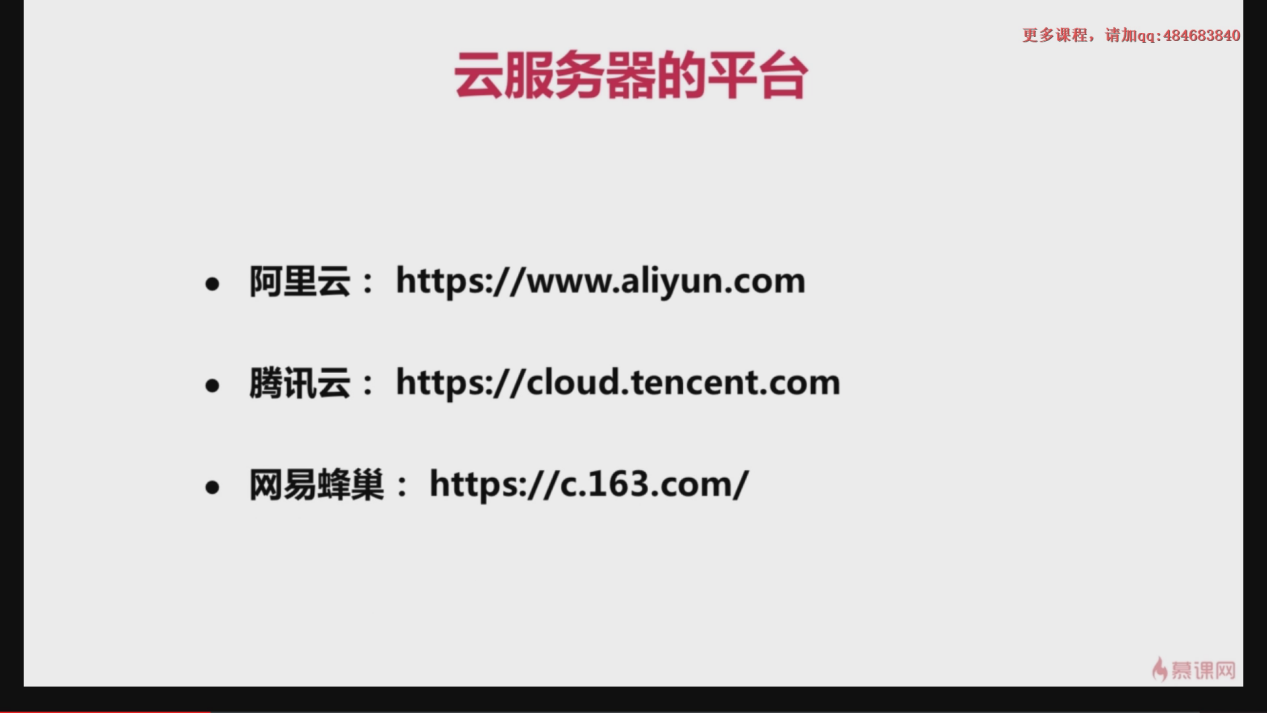 更多课程，请加qq:484683840
云服务器的平台
• 阿里云： https://www.aliyun.com
• 腾讯云： https://cloud.tencent.com
• 网易蜂巢： https://c.163.com/
慕课网